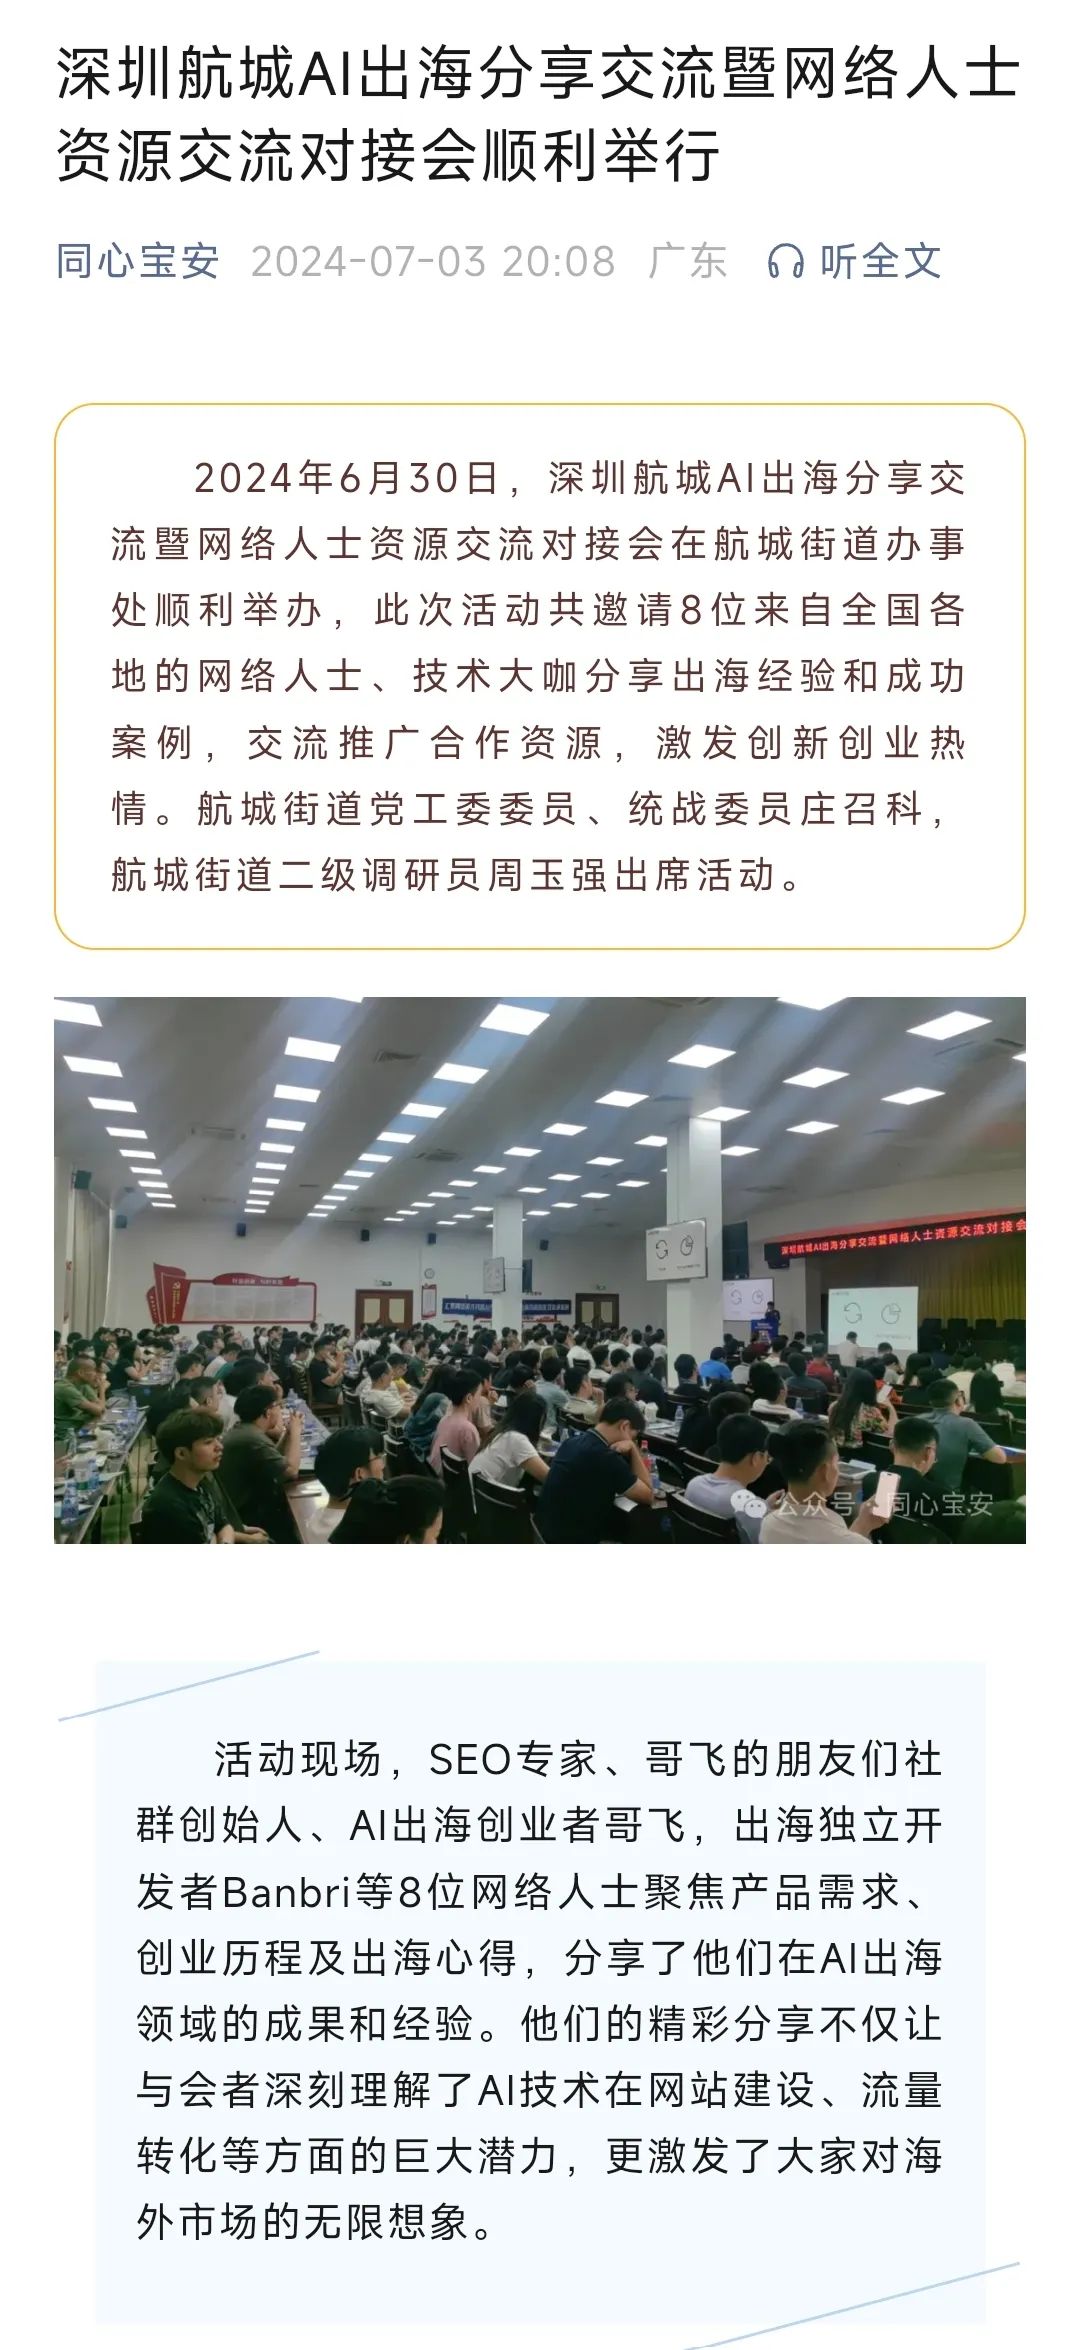 深圳航城AI出海分享交流暨网络人士
资源交流对接会顺利举行
同心宝安 2024-07-03 20:08 广东 听全文
2024年6月30日，深圳航城AI出海分享交
流暨网络人士资源交流对接会在航城街道办事
处顺利举办，此次活动共邀请8位来自全国各
地的网络人士、技术大咖分享出海经验和成功
案例，交流推广合作资源，激发创新创业热
情。航城街道党工委委员、统战委员庄召科，
航城街道二级调研员周玉强出席活动。
深圳航城AI出海分享交流暨网络人士资源交流对接会
公众号·同心宝安
活动现场，SEO专家、哥飞的朋友们社
群创始人、AI出海创业者哥飞，出海独立开
发者Banbri等8位网络人士聚焦产品需求、
创业历程及出海心得，分享了他们在AI出海
领域的成果和经验。他们的精彩分享不仅让
与会者深刻理解了AI技术在网站建设、流量
转化等方面的巨大潜力，更激发了大家对海
外市场的无限想象。